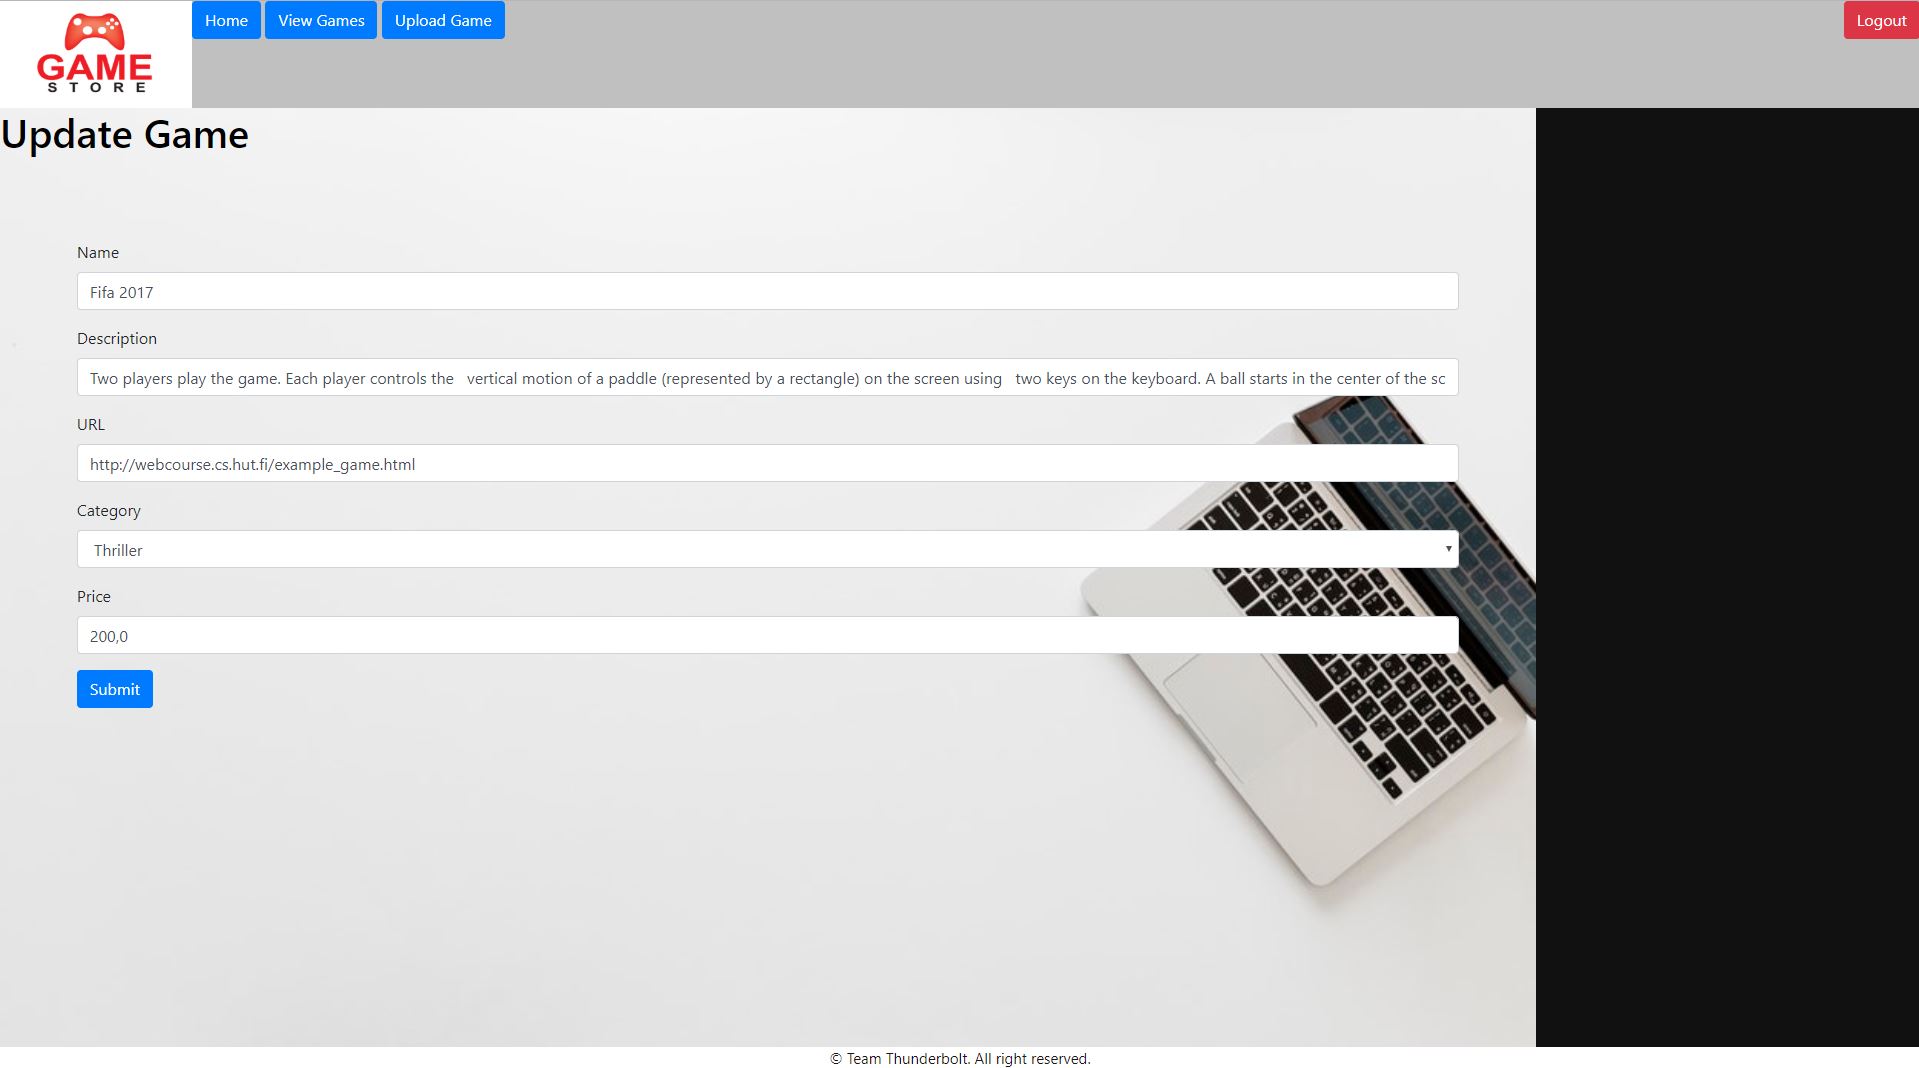 GAME
STORE
Home
View Games
Upload Game
Logout
Update Game
Name
Fifa 2017
Description
Two players play the game. Each player controls the   vertical motion of a paddle (represented by a rectangle) on the screen using   two keys on the keyboard. A ball starts in the center of the sc
URL
http://webcourse.cs.hut.fi/example_game.html
Category
Thriller
Price
200,0
Submit
© Team Thunderbolt. All right reserved.